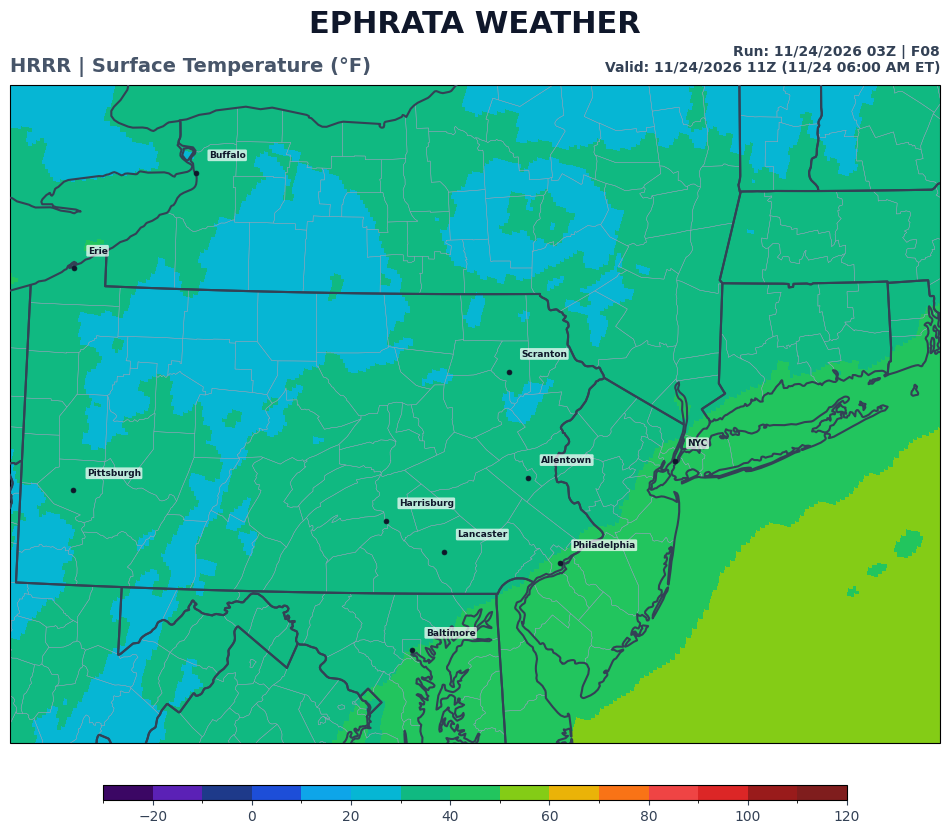 EPHRATA WEATHER
HRRR | Surface Temperature (°F)
Run: 11/24/2026 03Z | F08
Valid: 11/24/2026 11Z (11/24 06:00 AM ET)
Buffalo
Erie
Scranton
NYC
Allentown
Pittsburgh
Harrisburg
Lancaster
Philadelphia
Baltimore
−20 0 20 40 60 80 100 120